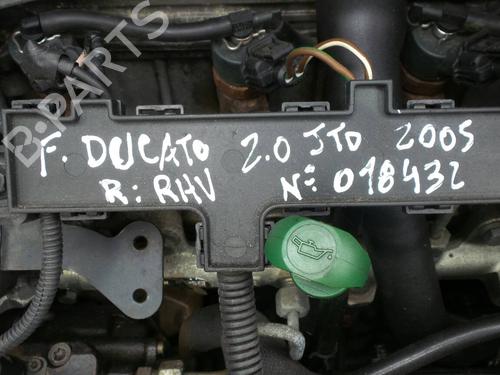 B-PARTS
F. DUCATO 2.0 JTD 2005
R: RHV Nº 018432